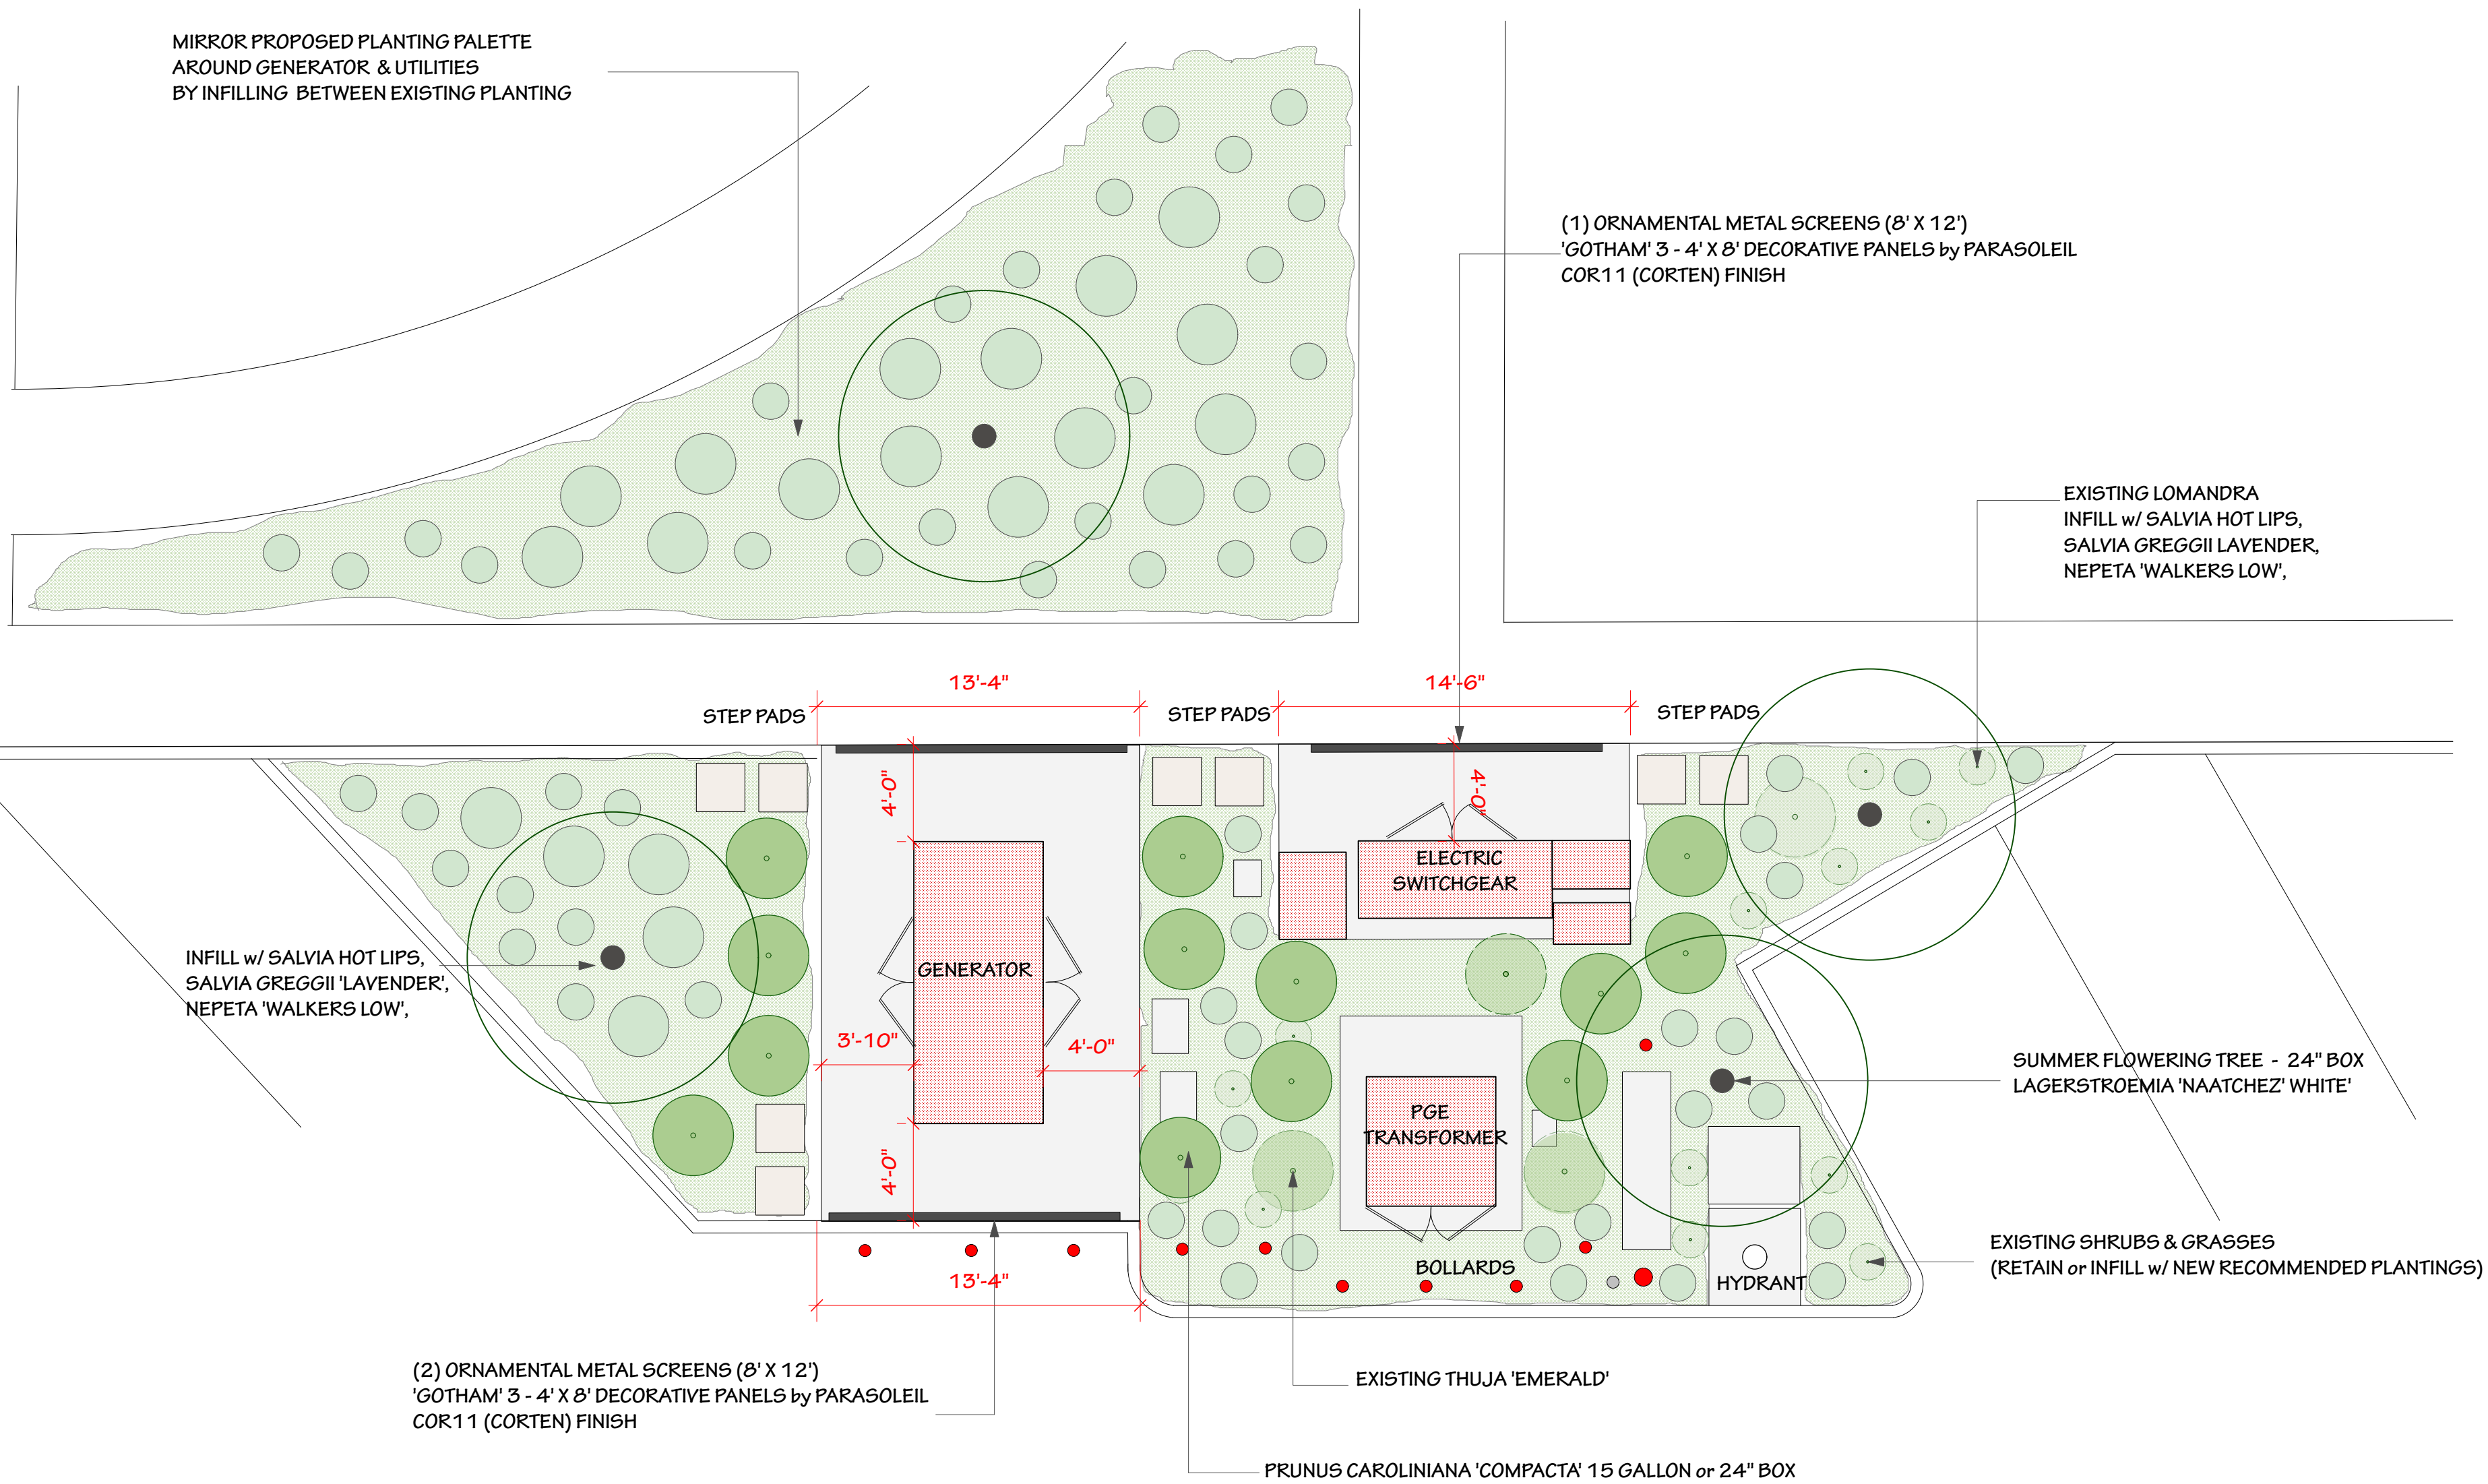 MIRROR PROPOSED PLANTING PALETTE
AROUND GENERATOR & UTILITIES
BY INFILLING BETWEEN EXISTING PLANTING
(1) ORNAMENTAL METAL SCREENS (8' X 12')
'GOTHAM' 3 - 4' X 8' DECORATIVE PANELS by PARASOLEIL
COR11 (CORTEN) FINISH
EXISTING LOMANDRA
INFILL w/ SALVIA HOT LIPS,
SALVIA GREGGII LAVENDER,
NEPETA 'WALKERS LOW',
13'-4"
14'-6"
STEP PADS
STEP PADS
STEP PADS
4'-0"
4'-0"
ELECTRIC
SWITCHGEAR
INFILL w/ SALVIA HOT LIPS,
SALVIA GREGGII 'LAVENDER',
NEPETA 'WALKERS LOW',
GENERATOR
3'-10"
4'-0"
SUMMER FLOWERING TREE - 24" BOX
LAGERSTROEMIA 'NAATCHEZ' WHITE'
PGE
TRANSFORMER
4'-0"
EXISTING SHRUBS & GRASSES
(RETAIN or INFILL w/ NEW RECOMMENDED PLANTINGS)
BOLLARDS
HYDRANT
13'-4"
(2) ORNAMENTAL METAL SCREENS (8' X 12')
'GOTHAM' 3 - 4' X 8' DECORATIVE PANELS by PARASOLEIL
COR11 (CORTEN) FINISH
EXISTING THUJA 'EMERALD'
PRUNUS CAROLINIANA 'COMPACTA' 15 GALLON or 24" BOX